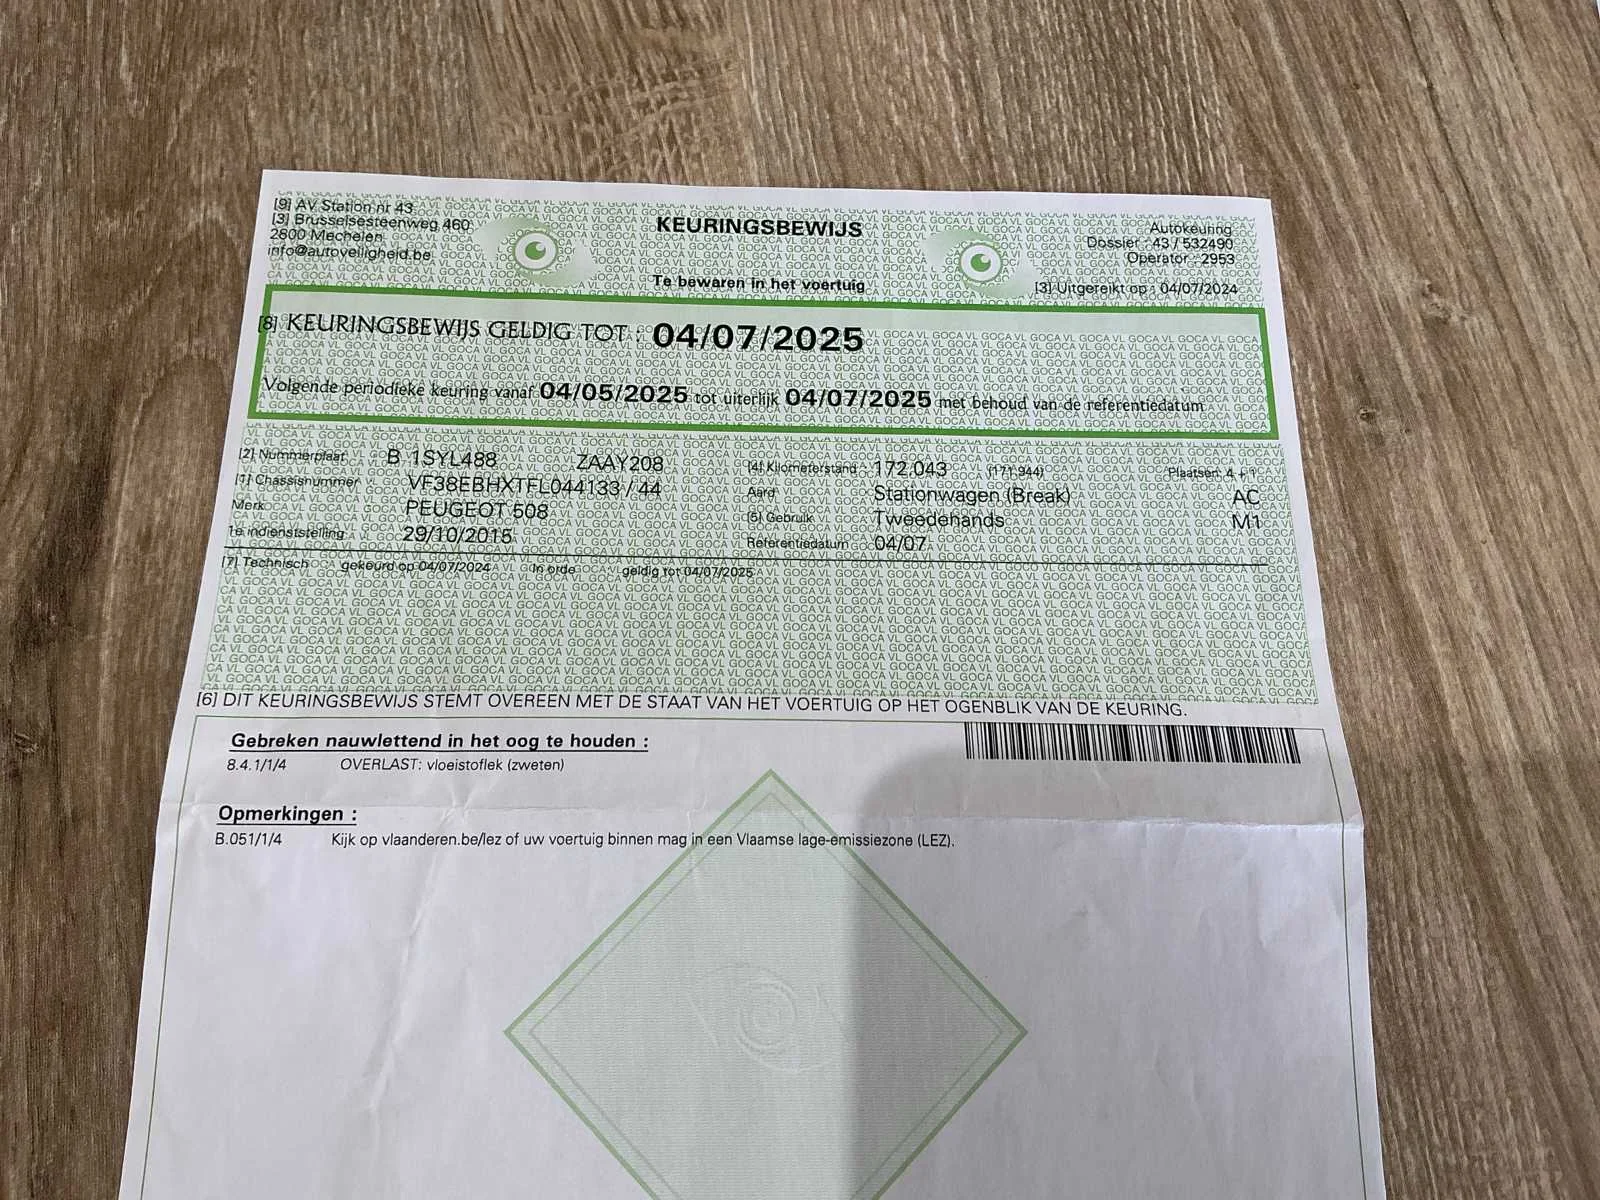 [9] AV Station nr 43
[3] Brusselsesteenweg 460
2800 Mechelen
info@autoveiligheid.be
KEURINGSBEWIJS
Te bewaren in het voertuig
Autokeuring
Dossier : 43 / 532490
Operator : 2953
[3] Uitgereikt op : 04/07/2024
[8] KEURINGSBEWIJS GELDIG TOT : 04/07/2025
Volgende periodieke keuring vanaf 04/05/2025 tot uiterlijk 04/07/2025 met behoud van de referentiedatum
[2] Nummerplaat : B 1SYL488 ZAAY208
[1] Chassisnummer : VF38EBHXTFL044133 / 44
Merk : PEUGEOT 508
1e indienststelling : 29/10/2015
[4] Kilometerstand : 172.043 (171.944) Plaatsen: 4 + 1
Aard : Stationwagen (Break) AC
[5] Gebruik : Tweedehands M1
Referentiedatum : 04/07
[7] Technisch gekeurd op 04/07/2024 In orde geldig tot 04/07/2025
[6] DIT KEURINGSBEWIJS STEMT OVEREEN MET DE STAAT VAN HET VOERTUIG OP HET OGENBLIK VAN DE KEURING.
Gebreken nauwlettend in het oog te houden :
8.4.1/1/4 OVERLAST: vloeistoflek (zweten)
Opmerkingen :
B.051/1/4 Kijk op vlaanderen.be/lez of uw voertuig binnen mag in een Vlaamse lage-emissiezone (LEZ).